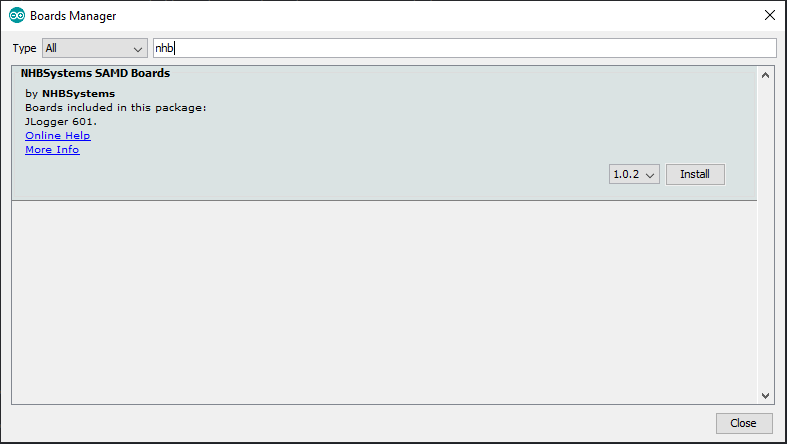 Boards Manager
Type All nhb
NHBSystems SAMD Boards
by NHBSystems
Boards included in this package:
JLogger 601.
Online Help
More Info
1.0.2 Install
Close